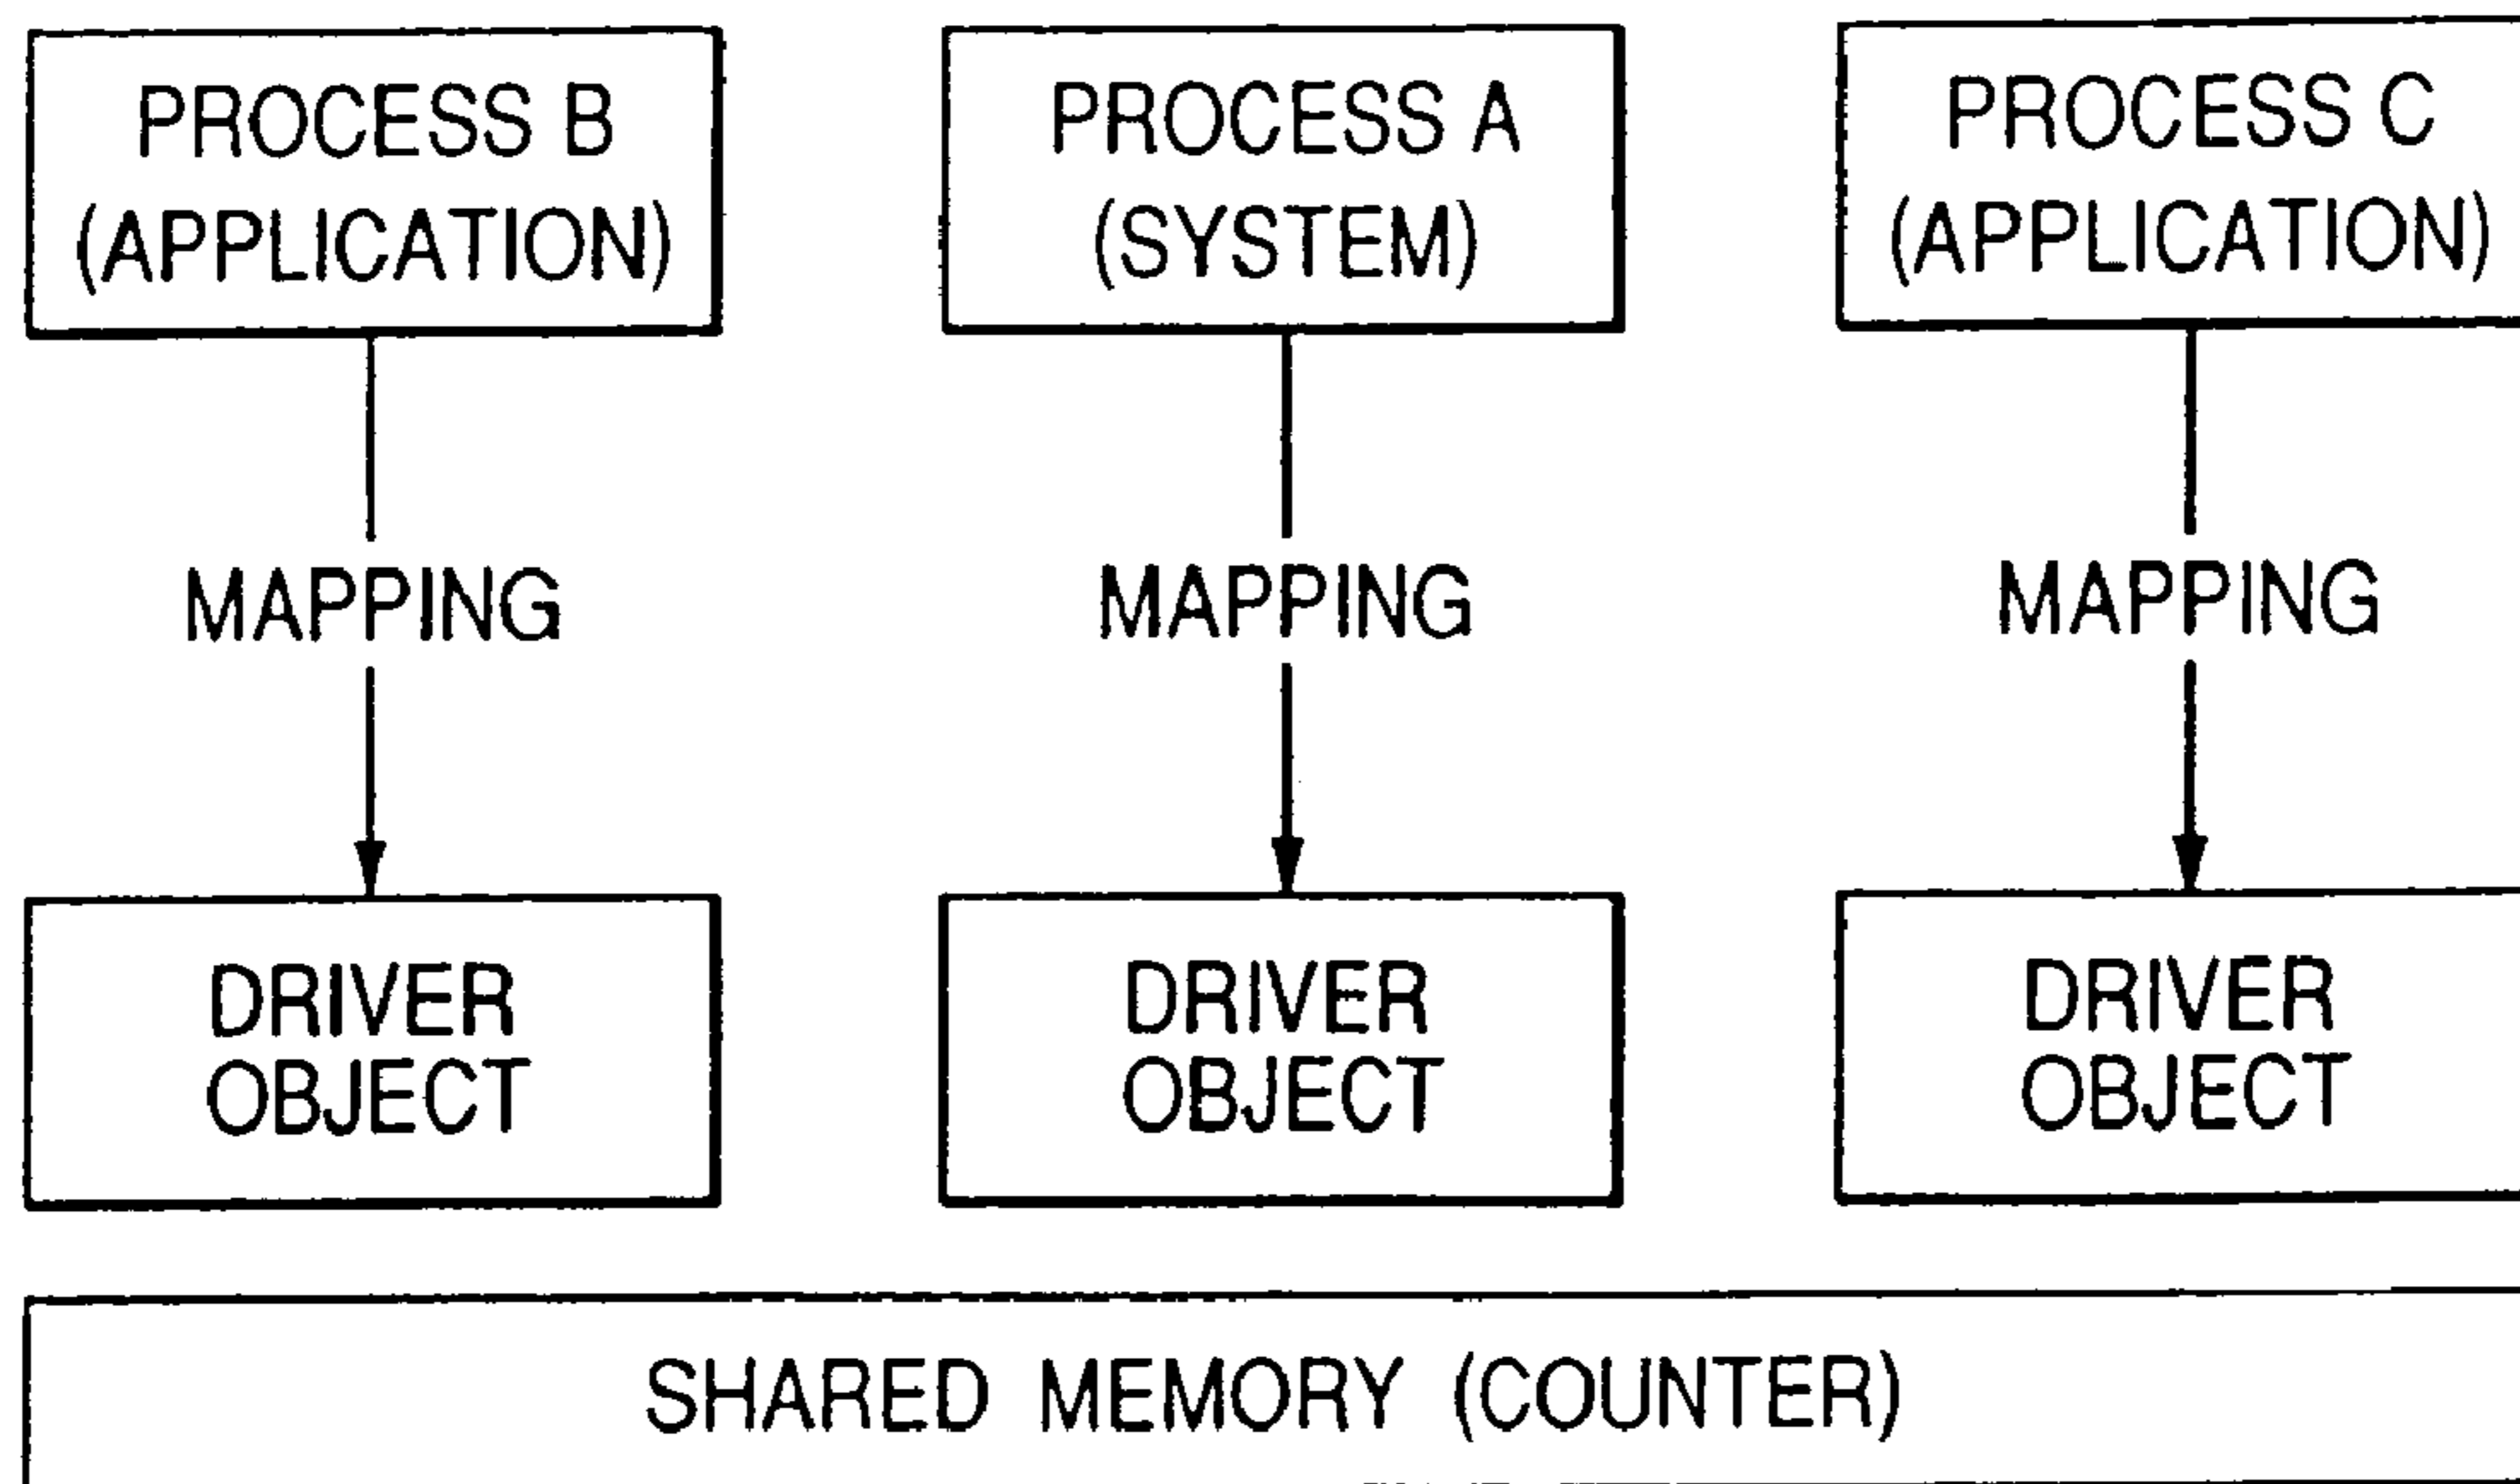 PROCESS B
(APPLICATION)
PROCESS A
(SYSTEM)
PROCESS C
(APPLICATION)
MAPPING
MAPPING
MAPPING
DRIVER
OBJECT
DRIVER
OBJECT
DRIVER
OBJECT
SHARED MEMORY (COUNTER)